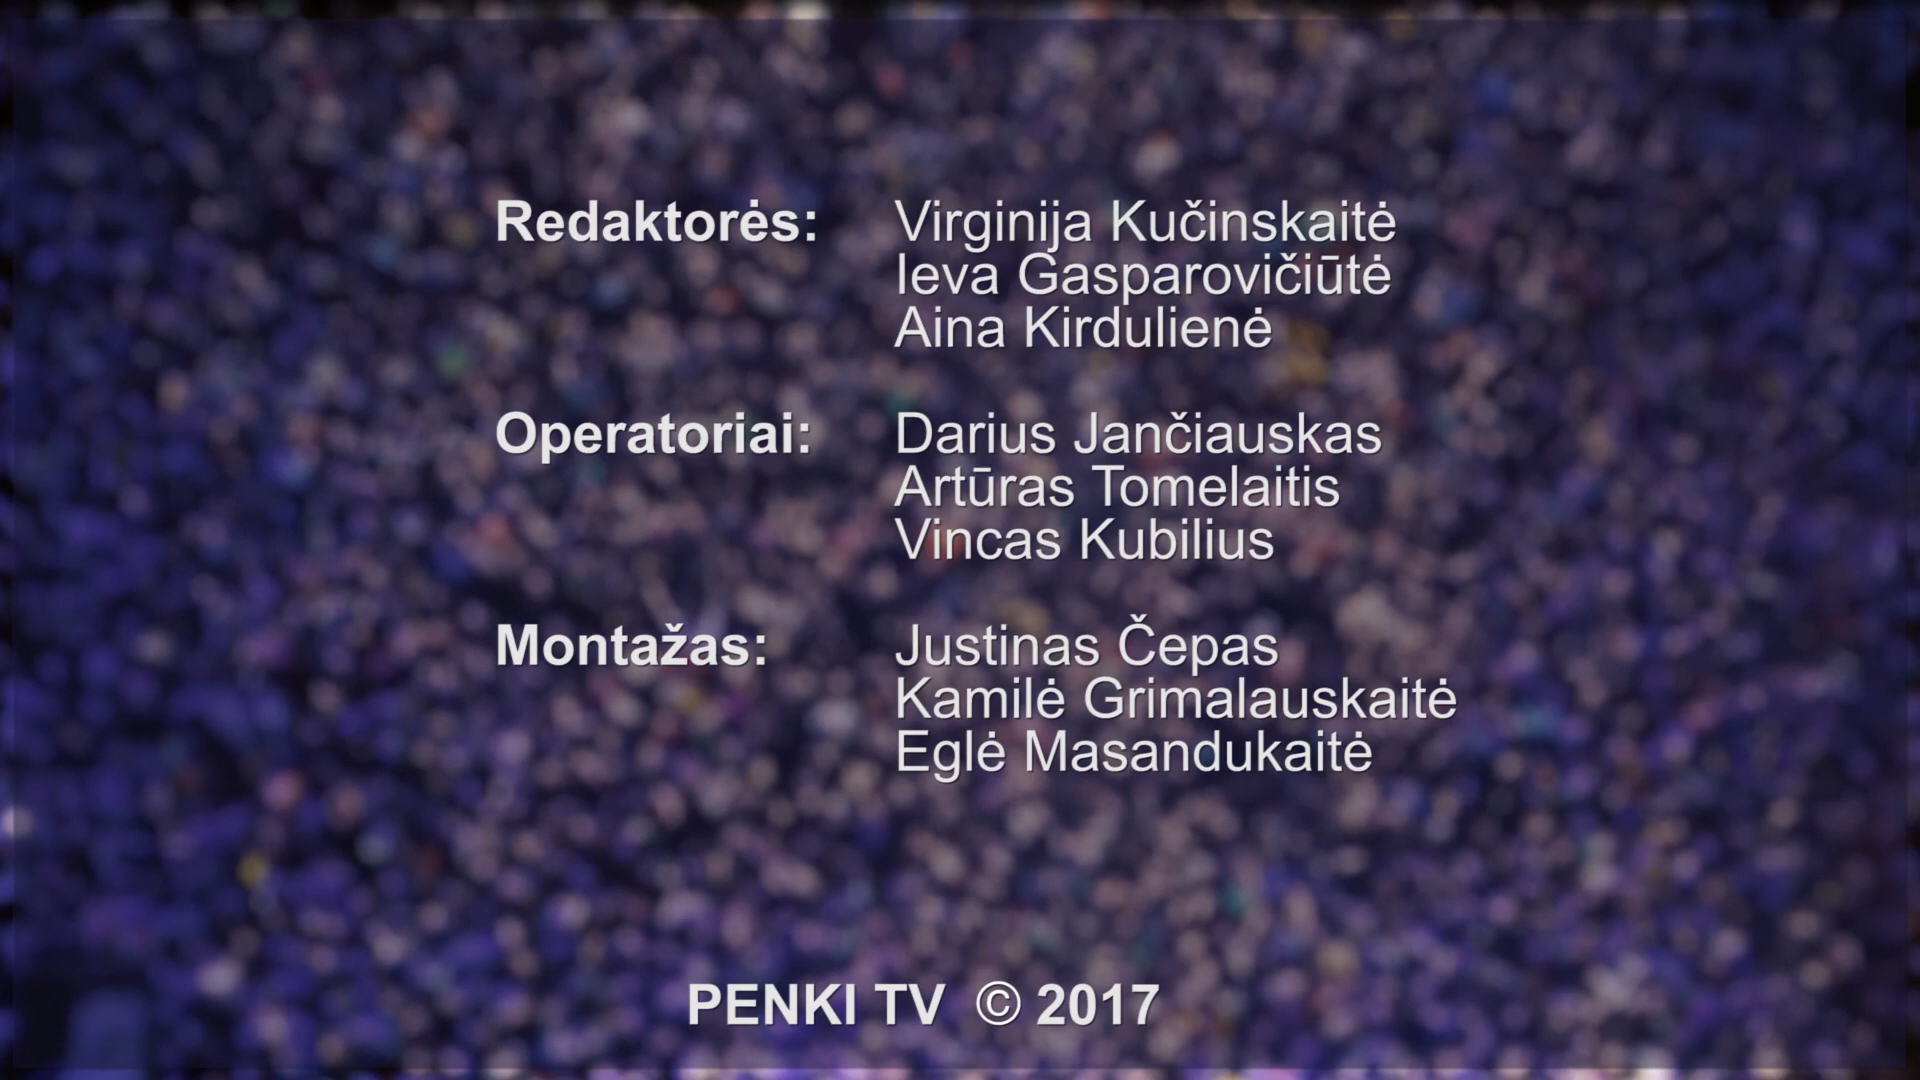 Redaktorės: Virginija Kučinskaitė
Ieva Gasparovičiūtė
Aina Kirdulienė
Operatoriai: Darius Jančiauskas
Artūras Tomelaitis
Vincas Kubilius
Montažas: Justinas Čepas
Kamilė Grimalauskaitė
Eglė Masandukaitė
PENKI TV © 2017